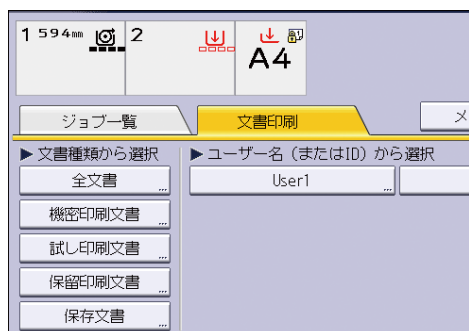 1 594mm 2
A4
ジョブ一覧 文書印刷 メ
▶文書種類から選択 ▶ユーザー名（またはID）から選択
全文書 User1
機密印刷文書
試し印刷文書
保留印刷文書
保存文書